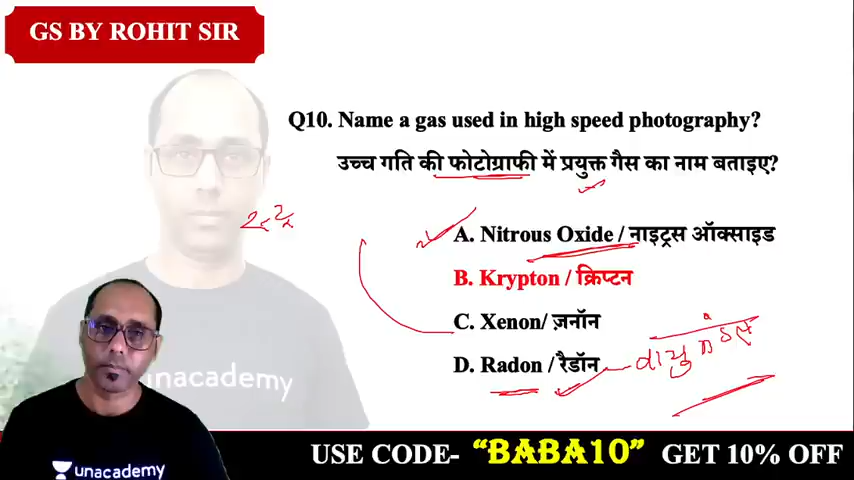 GS BY ROHIT SIR
Q10. Name a gas used in high speed photography?
उच्च गति की फोटोग्राफी में प्रयुक्त गैस का नाम बताइए?
A. Nitrous Oxide / नाइट्रस ऑक्साइड
B. Krypton / क्रिप्टन
C. Xenon/ ज़नॉन
D. Radon / रैडॉन
वायु
unacademy
unacademy
USE CODE- “BABA10” GET 10% OFF